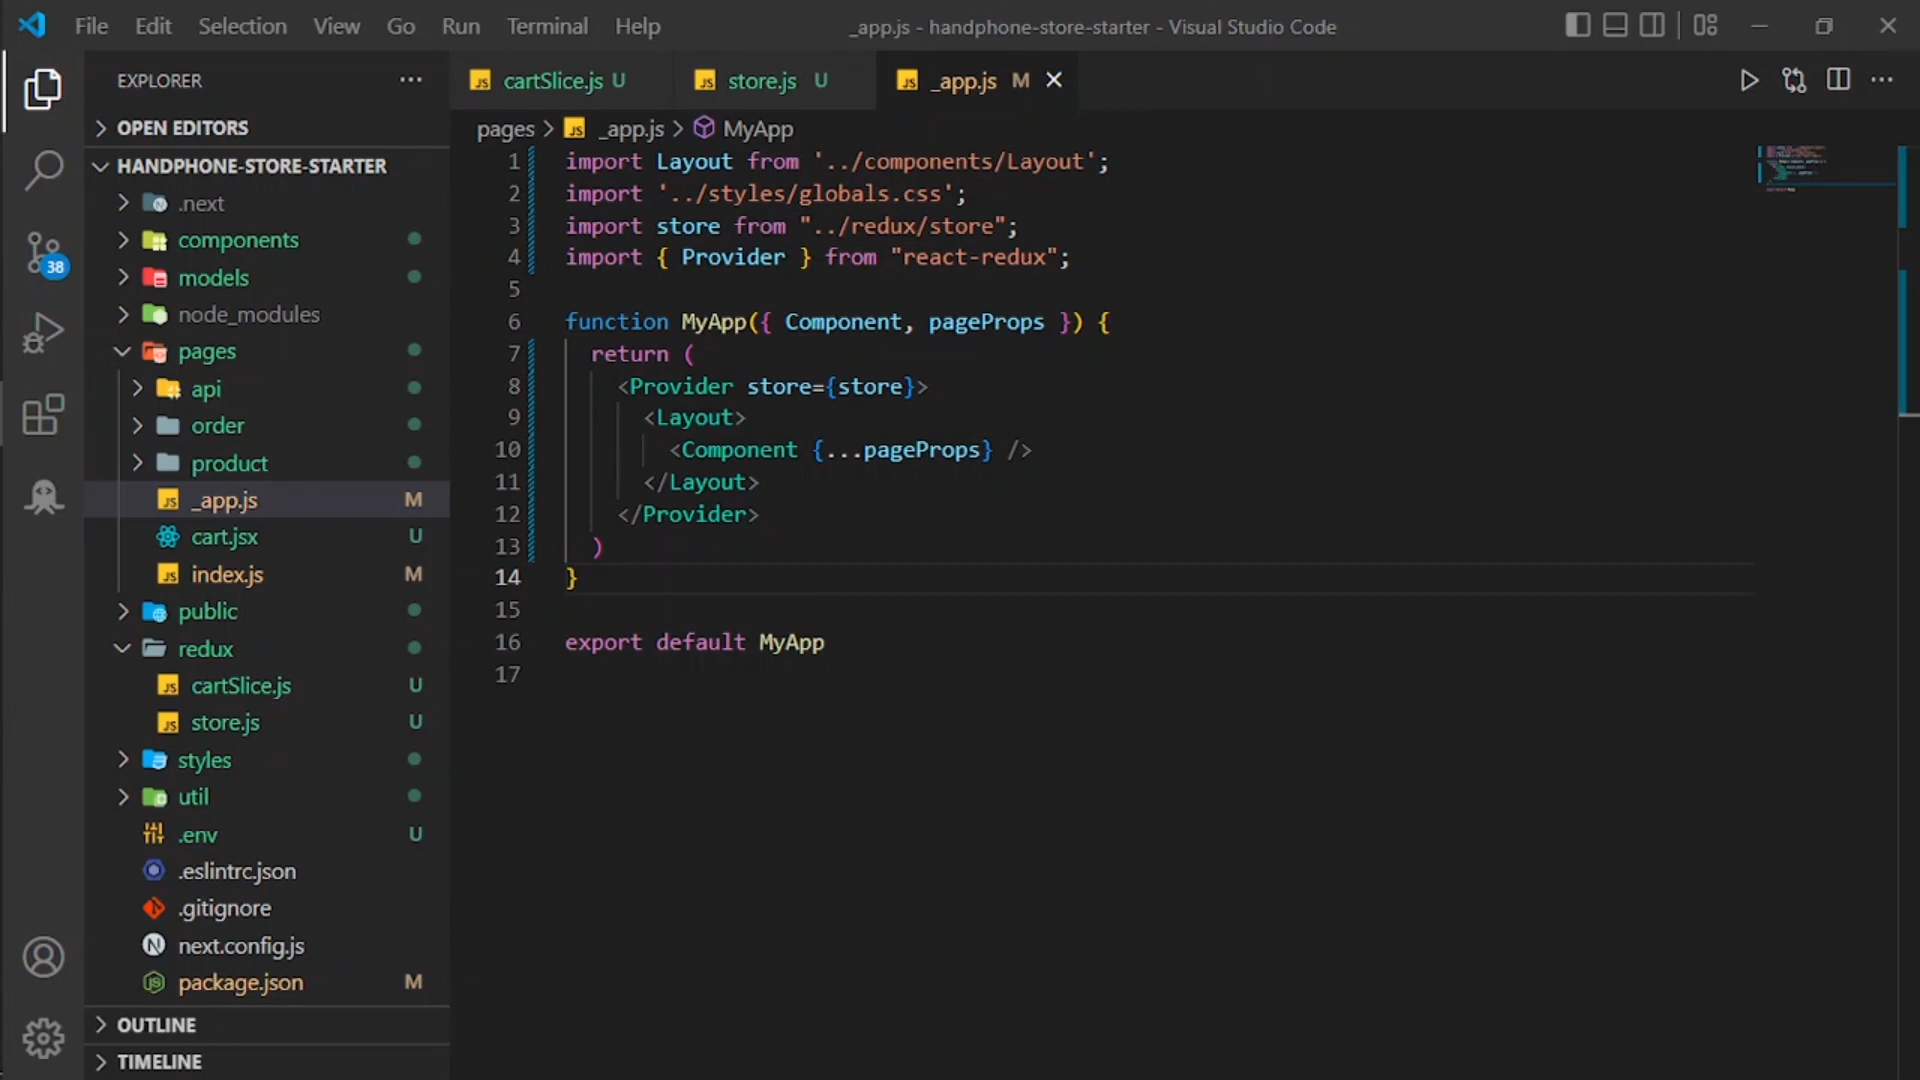 File Edit Selection View Go Run Terminal Help
_app.js - handphone-store-starter - Visual Studio Code
EXPLORER
cartSlice.js U
store.js U
_app.js M
OPEN EDITORS
HANDPHONE-STORE-STARTER
.next
components
models
node_modules
pages
api
order
product
_app.js M
cart.jsx U
index.js M
public
redux
cartSlice.js U
store.js U
styles
util
.env U
.eslintrc.json
.gitignore
next.config.js
package.json M
OUTLINE
TIMELINE
38
pages > JS _app.js > MyApp
1 import Layout from '../components/Layout';
2 import '../styles/globals.css';
3 import store from "../redux/store";
4 import { Provider } from "react-redux";
5
6 function MyApp({ Component, pageProps }) {
7 return (
8 <Provider store={store}>
9 <Layout>
10 <Component {...pageProps} />
11 </Layout>
12 </Provider>
13 )
14 }
15
16 export default MyApp
17